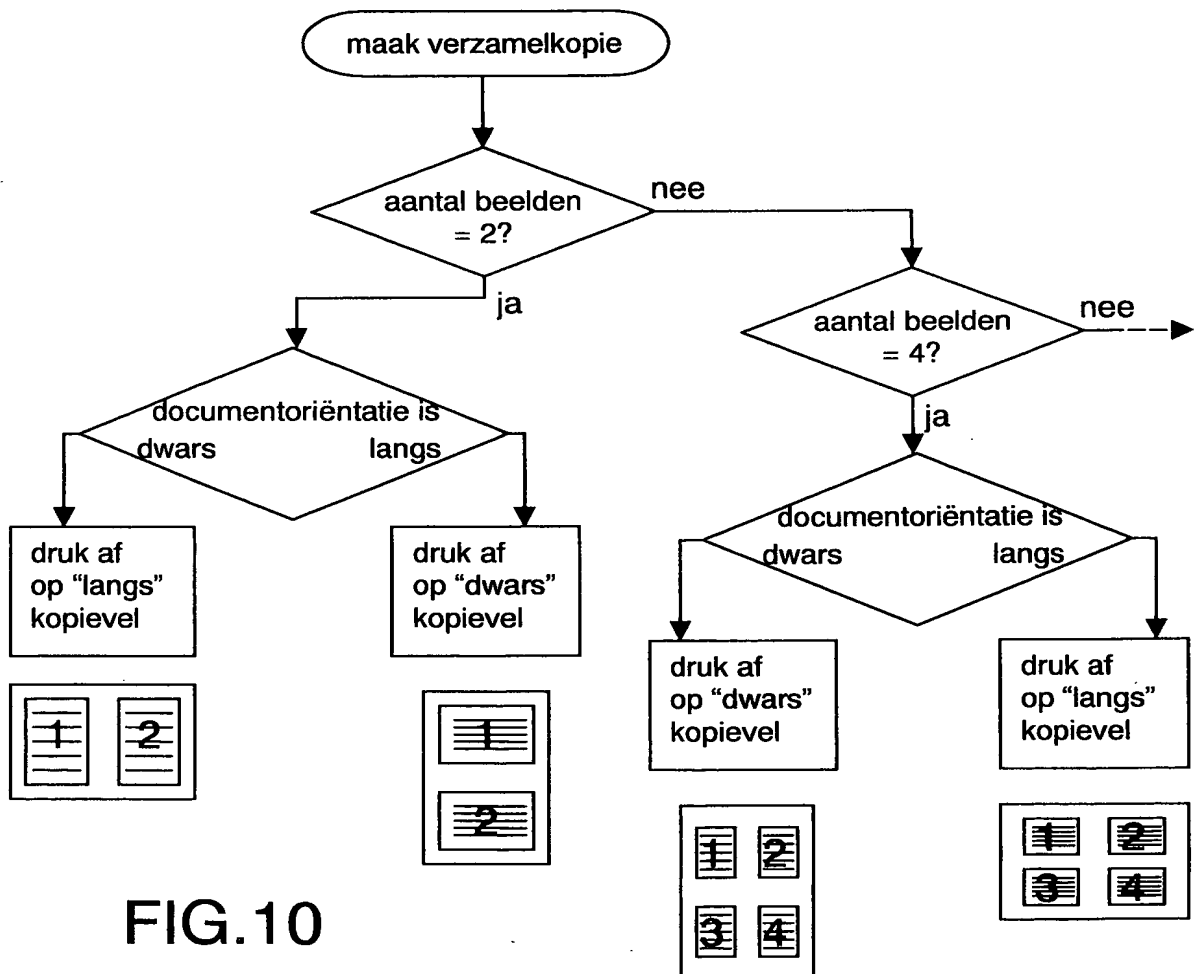 maak verzamelkopie
aantal beelden
= 2?
nee
ja
aantal beelden
= 4?
nee
ja
documentoriëntatie is
dwars langs
druk af
op “langs”
kopievel
druk af
op “dwars”
kopievel
documentoriëntatie is
dwars langs
druk af
op “dwars”
kopievel
druk af
op “langs”
kopievel
1 2
1
2
1 2
3 4
1 2
3 4
FIG.10